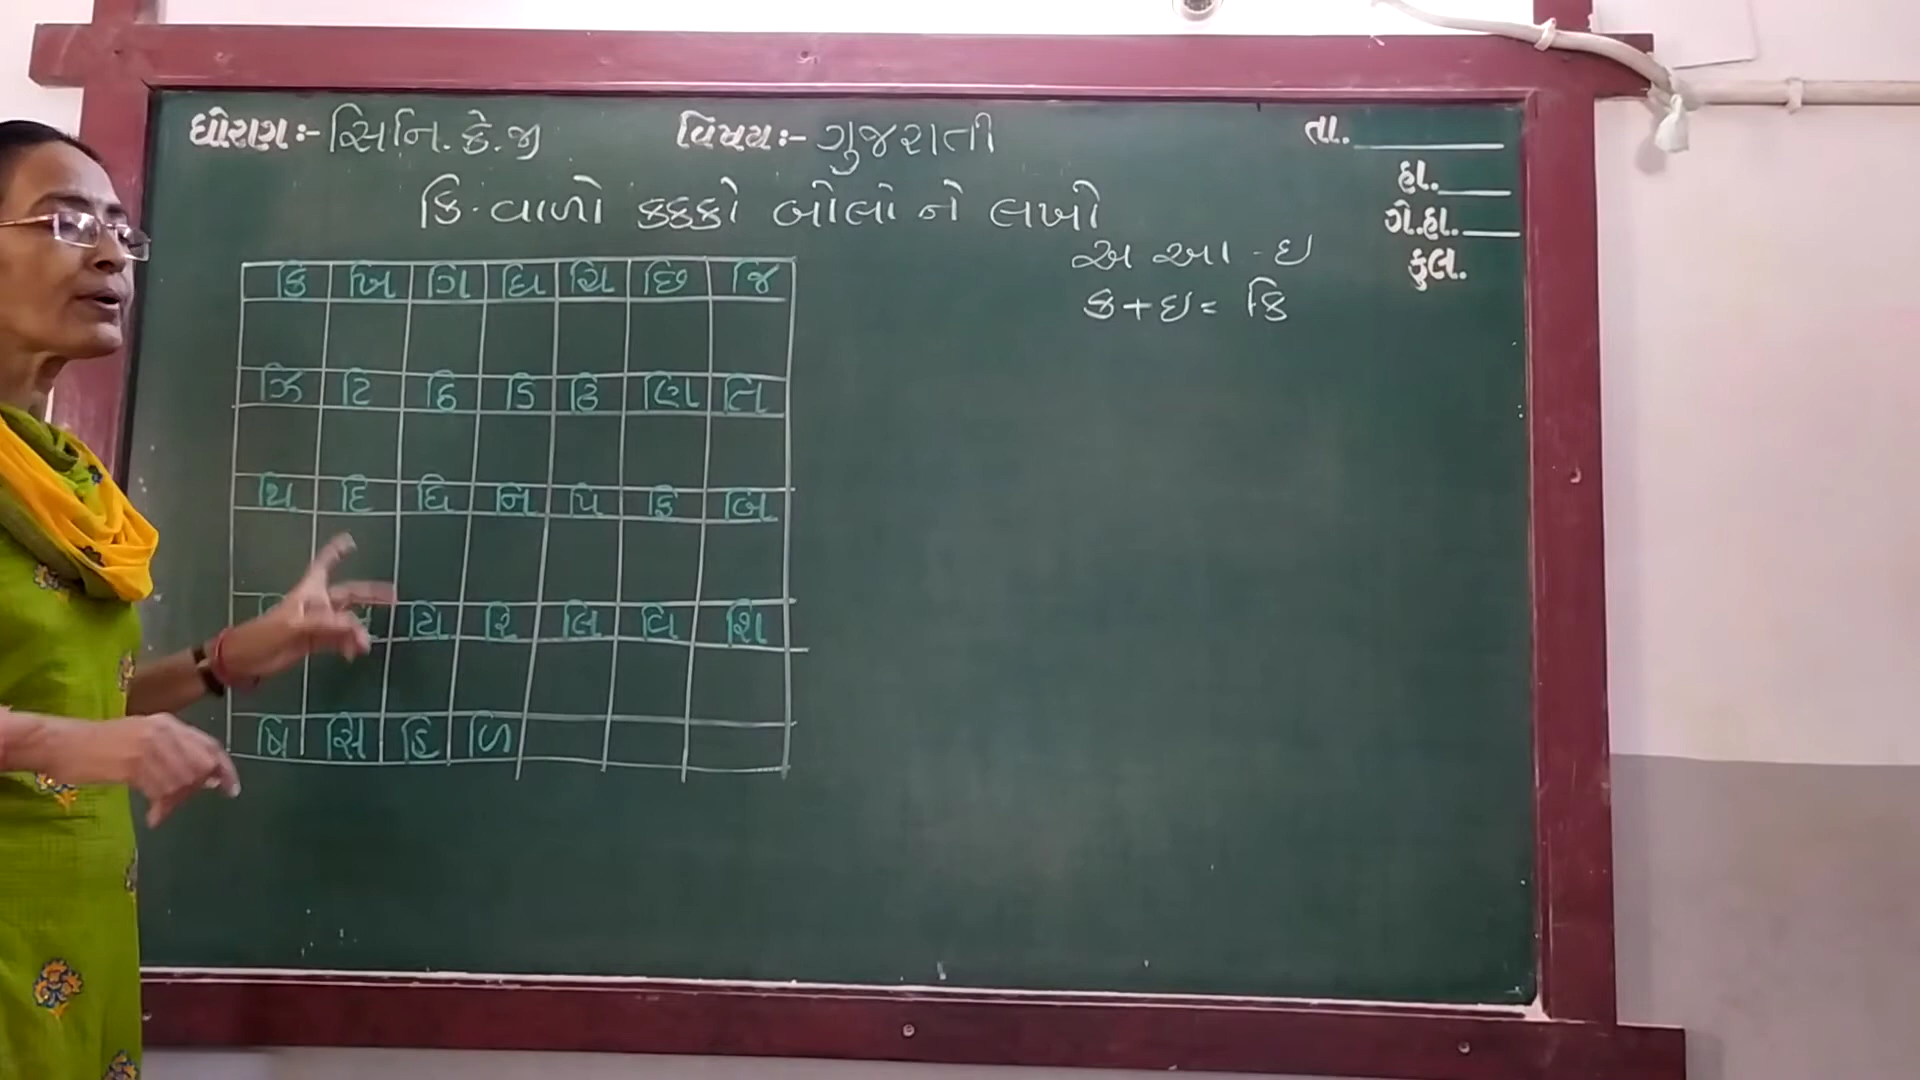 ધોરણ:- સિનિ. કે. જી વિષય:- ગુજરાતી તા.
હા.
ગે.હા.
કુલ.
કિ. વાળો કક્કો બોલો ને લખો
અ આ - ઇ
ક + ઇ = કિ
કિ ખિ ગિ ઘિ ચિ છિ જિ
ઝિ ટિ ઠિ ડિ ઢિ ણિ તિ
થિ દિ ધિ નિ પિ ફિ બિ
યિ રિ લિ વિ શિ
ષિ સિ હિ ળિ